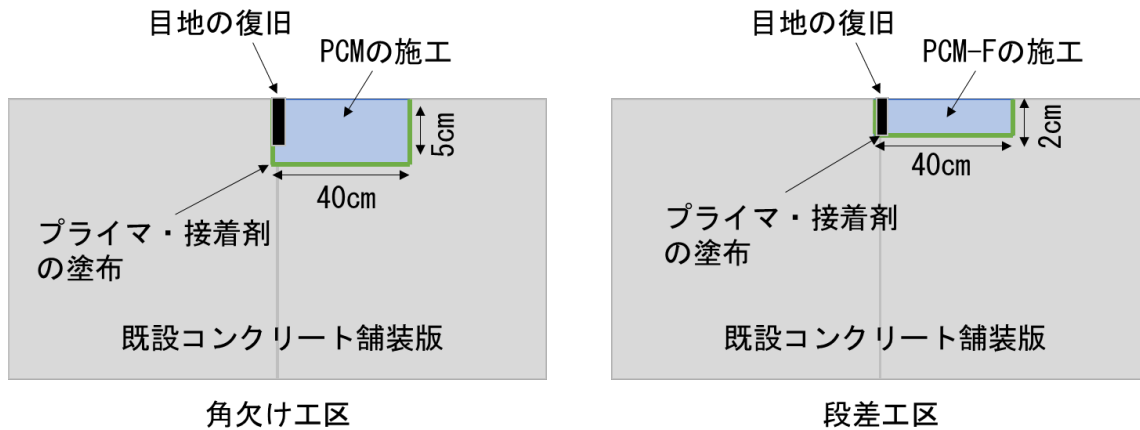 目地の復旧
PCMの施工
5cm
40cm
プライマ・接着剤
の塗布
既設コンクリート舗装版
角欠け工区
目地の復旧
PCM-Fの施工
2cm
40cm
プライマ・接着剤
の塗布
既設コンクリート舗装版
段差工区